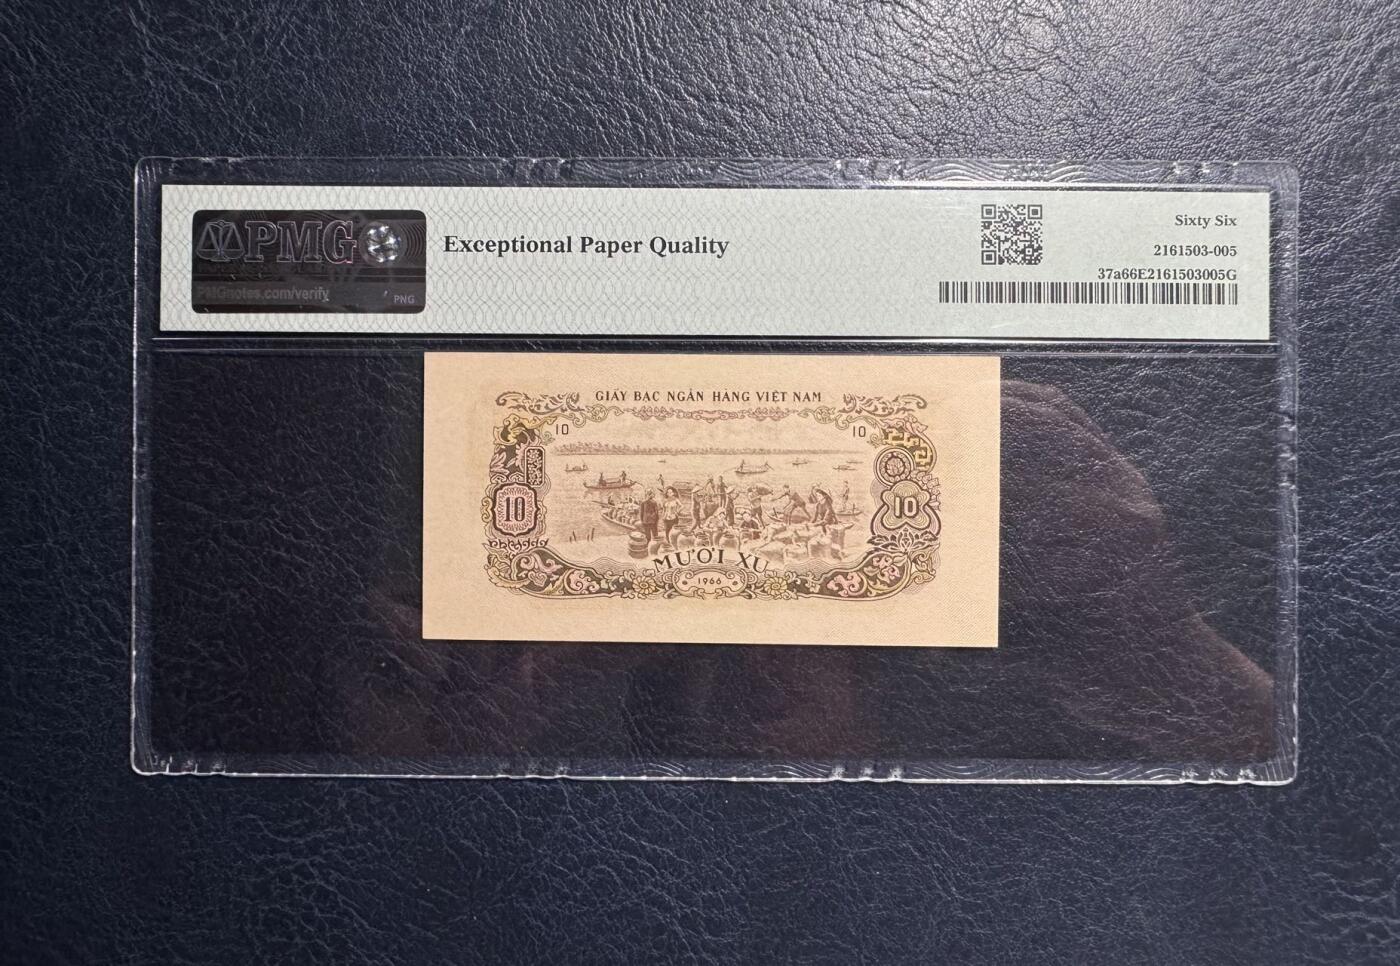 PMG
PMGnotes.com/verify
PNG
Exceptional Paper Quality
Sixty Six
2161503-005
37a66E2161503005G
GIẤY BẠC NGÂN HÀNG VIỆT NAM
10
10
10
10
MƯƠI XU
1966